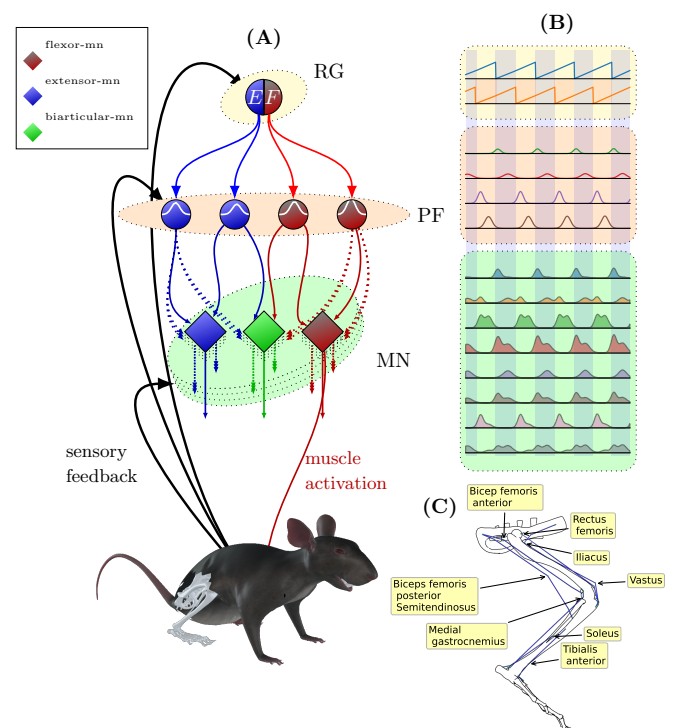 (A)
(B)
flexor-mn
extensor-mn
biarticular-mn
RG
E F
PF
MN
sensory
feedback
muscle
activation
(C)
Bicep femoris
anterior
Rectus
femoris
Iliacus
Biceps femoris
posterior
Semitendinosus
Vastus
Medial
gastrocnemius
Soleus
Tibialis
anterior